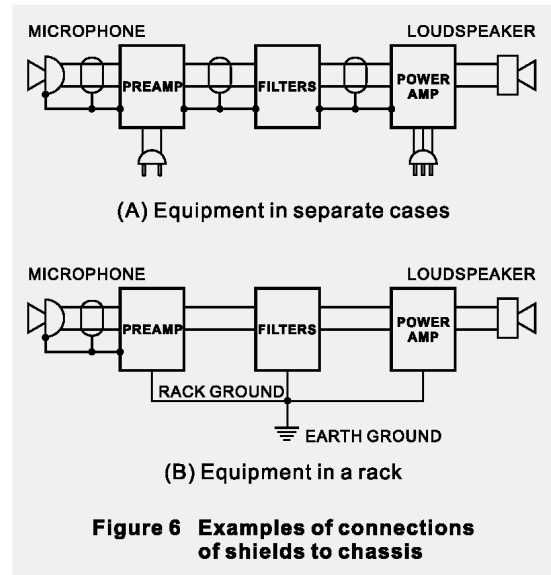 MICROPHONE LOUDSPEAKER
PREAMP FILTERS POWER
AMP
(A) Equipment in separate cases
MICROPHONE LOUDSPEAKER
PREAMP FILTERS POWER
AMP
RACK GROUND
EARTH GROUND
(B) Equipment in a rack
Figure 6 Examples of connections
of shields to chassis